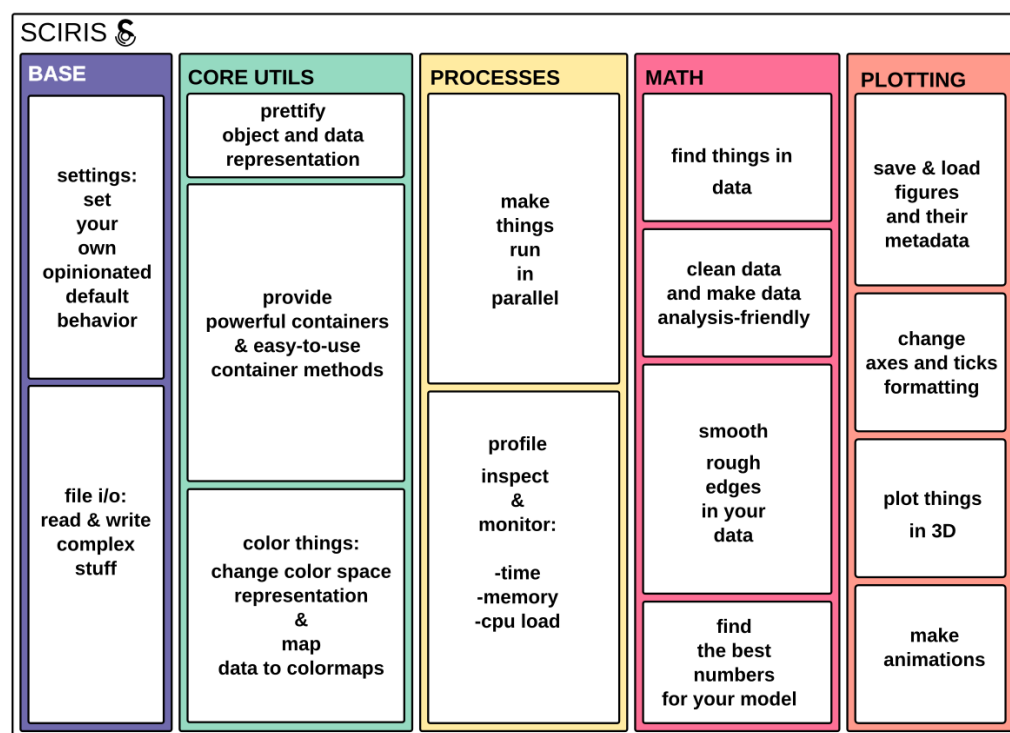 SCIRIS
BASE
settings:
set
your
own
opinionated
default
behavior
file i/o:
read & write
complex
stuff
CORE UTILS
prettify
object and data
representation
provide
powerful containers
& easy-to-use
container methods
color things:
change color space
representation
&
map
data to colormaps
PROCESSES
make
things
run
in
parallel
profile
inspect
&
monitor:
-time
-memory
-cpu load
MATH
find things in
data
clean data
and make data
analysis-friendly
smooth
rough
edges
in your
data
find
the best
numbers
for your model
PLOTTING
save & load
figures
and their
metadata
change
axes and ticks
formatting
plot things
in 3D
make
animations